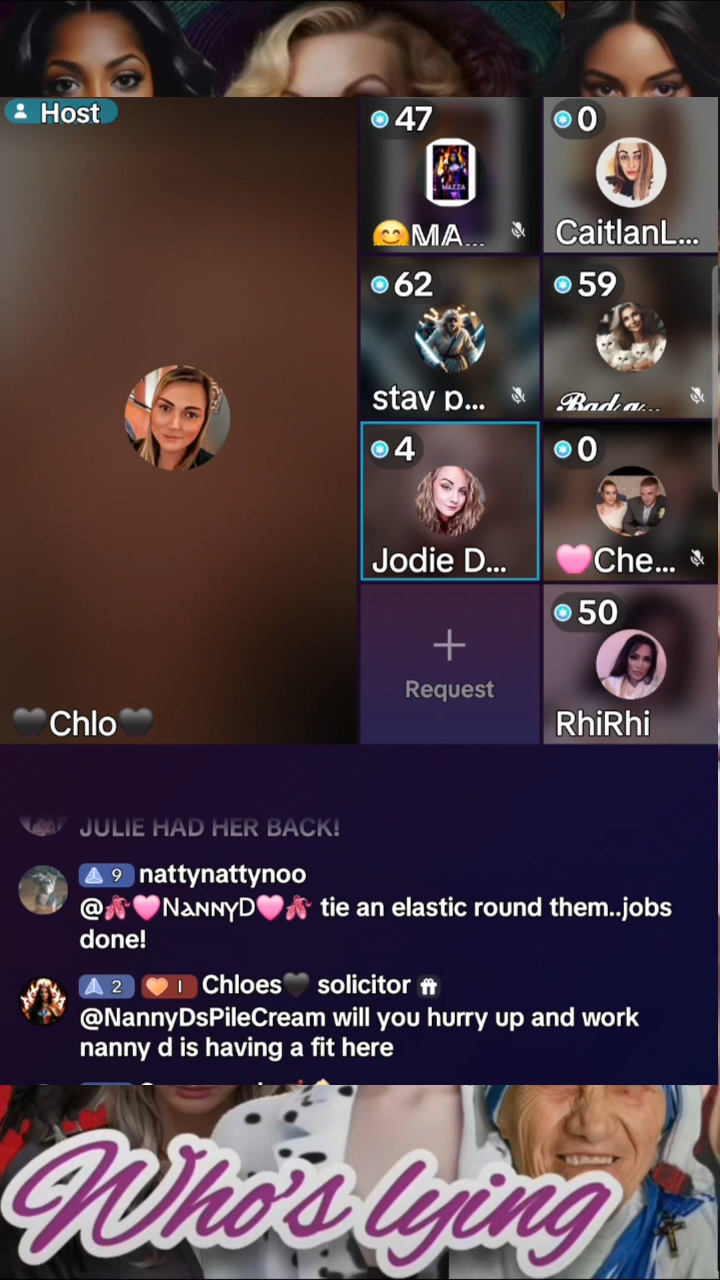 Host
47
🤗MA...
0
CaitlanL...
62
stav p...
59
Bad a...
4
Jodie D...
0
🩷Che...
+
Request
50
RhiRhi
🖤Chlo🖤
JULIE HAD HER BACK!
9 nattynattynoo
@🩰🩷NannyD🩷🩰 tie an elastic round them..jobs
done!
2 1 Chloes🖤 solicitor
@NannyDsPileCream will you hurry up and work
nanny d is having a fit here
Who's lying